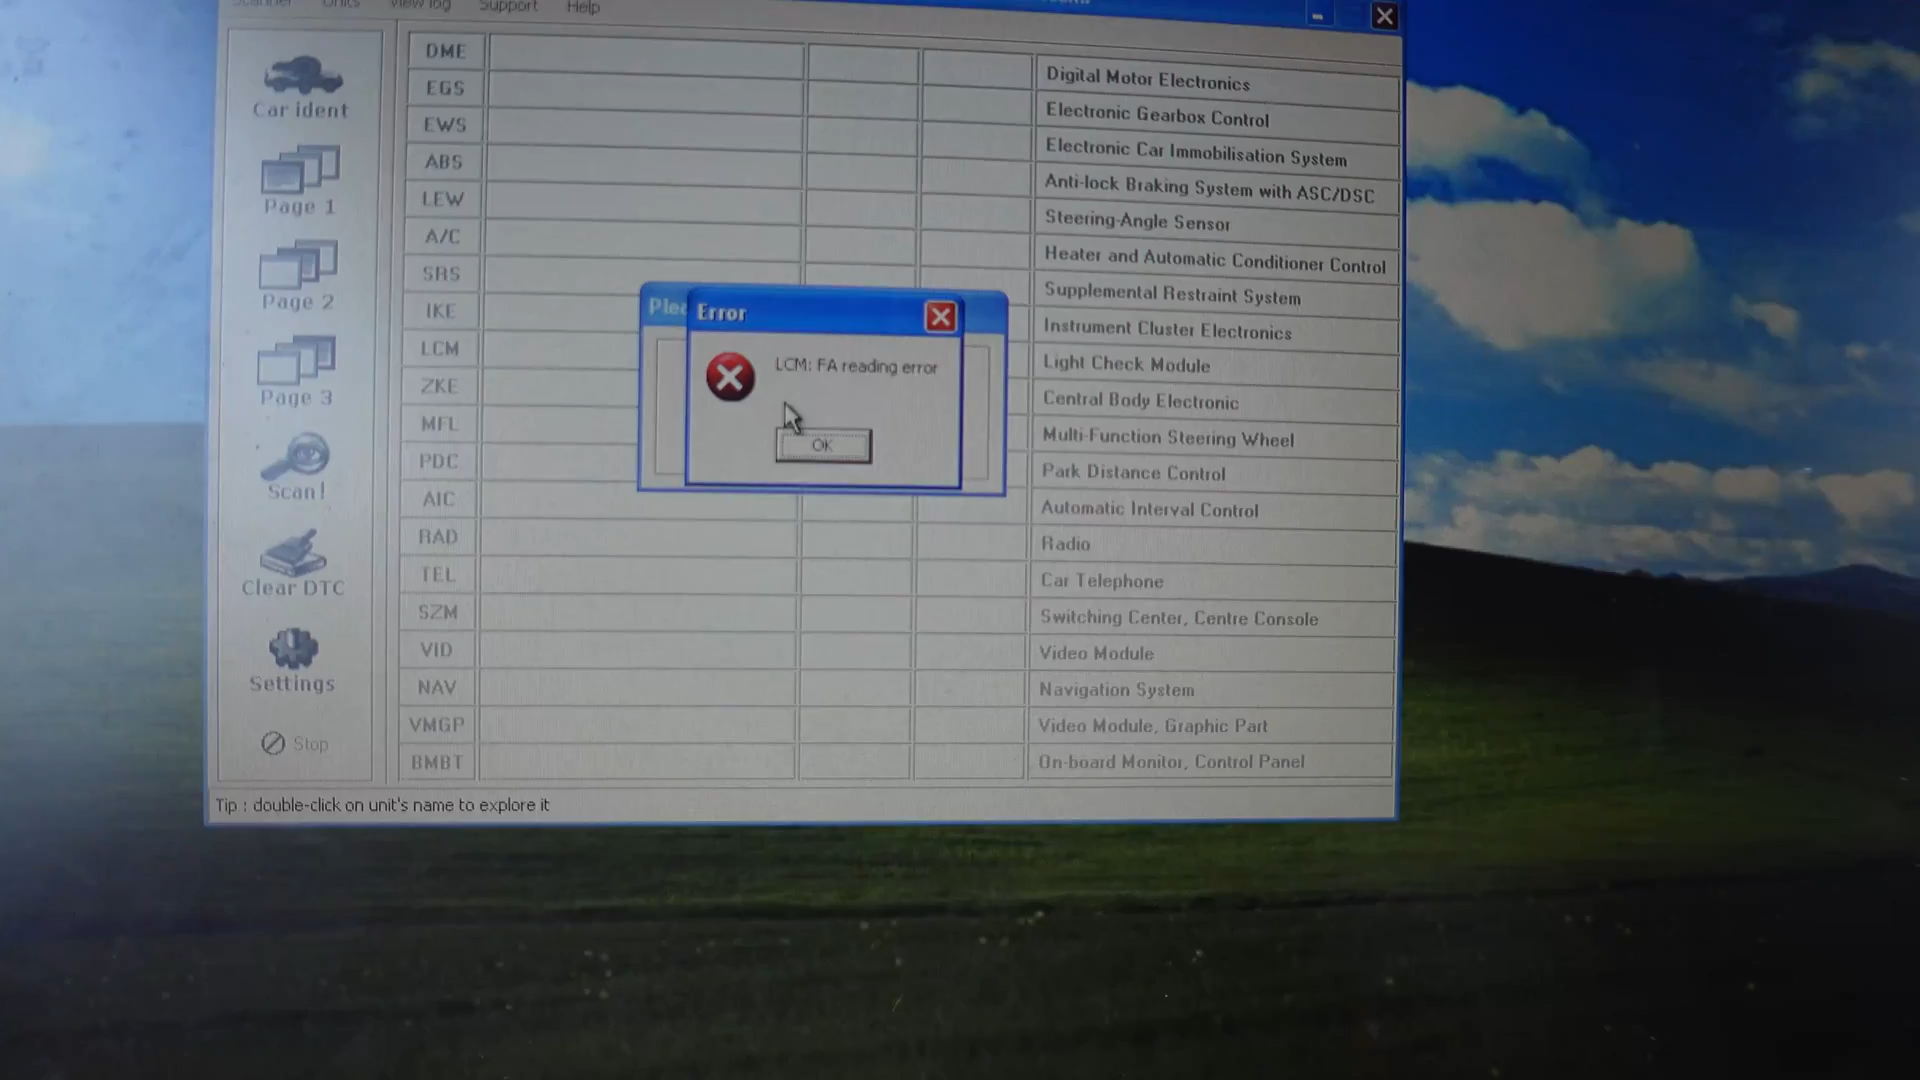 Scanner Units View log Support Help
Car ident
Page 1
Page 2
Page 3
Scan!
Clear DTC
Settings
Stop
DME Digital Motor Electronics
EGS Electronic Gearbox Control
EWS Electronic Car Immobilisation System
ABS Anti-lock Braking System with ASC/DSC
LEW Steering-Angle Sensor
A/C Heater and Automatic Conditioner Control
SRS Supplemental Restraint System
IKE Instrument Cluster Electronics
LCM Light Check Module
ZKE Central Body Electronic
MFL Multi-Function Steering Wheel
PDC Park Distance Control
AIC Automatic Interval Control
RAD Radio
TEL Car Telephone
SZM Switching Center, Centre Console
VID Video Module
NAV Navigation System
VMGP Video Module, Graphic Part
BMBT On-board Monitor, Control Panel
Error
LCM: FA reading error
OK
Tip : double-click on unit's name to explore it